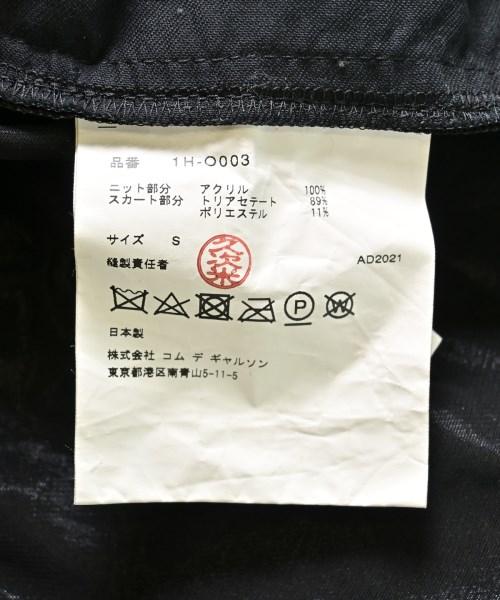 品番 1H-O003
ニット部分 アクリル 100%
スカート部分 トリアセテート 89%
ポリエステル 11%
サイズ S
久次米
縫製責任者 AD2021
P W
日本製
株式会社 コム デ ギャルソン
東京都港区南青山5-11-5